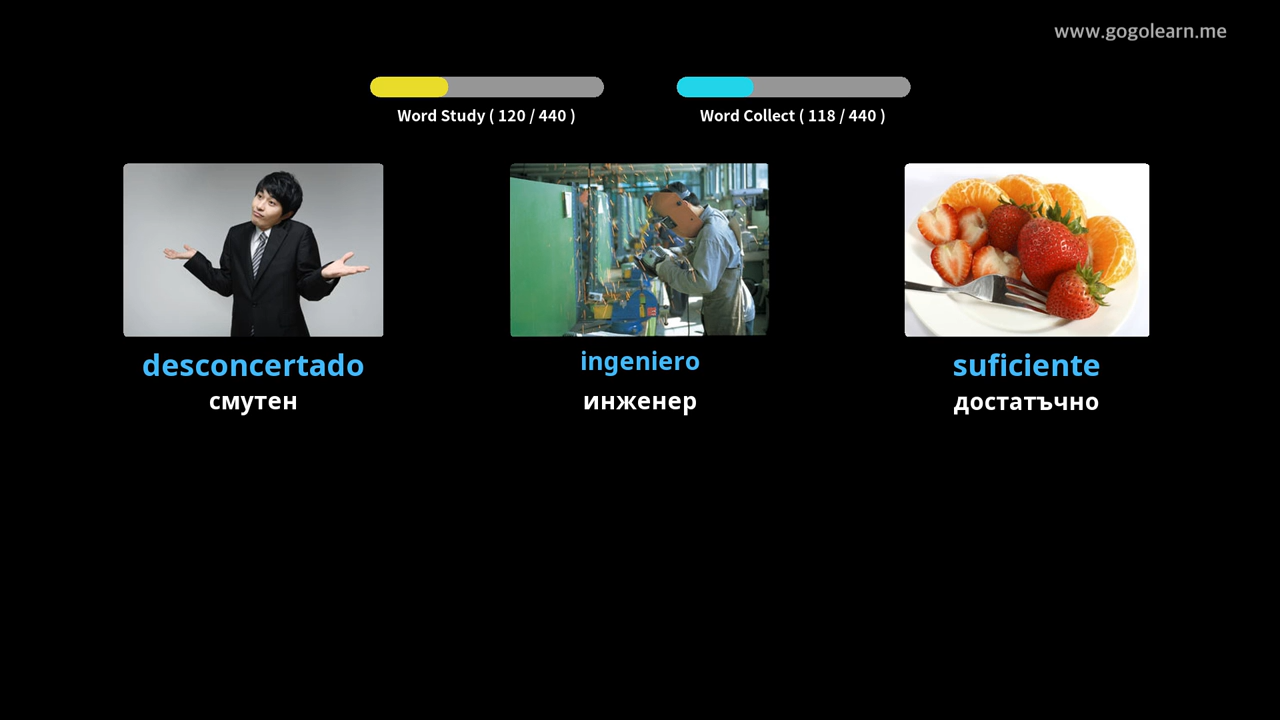 www.gogolearn.me
Word Study ( 120 / 440 )
Word Collect ( 118 / 440 )
desconcertado
смутен
ingeniero
инженер
suficiente
достатъчно